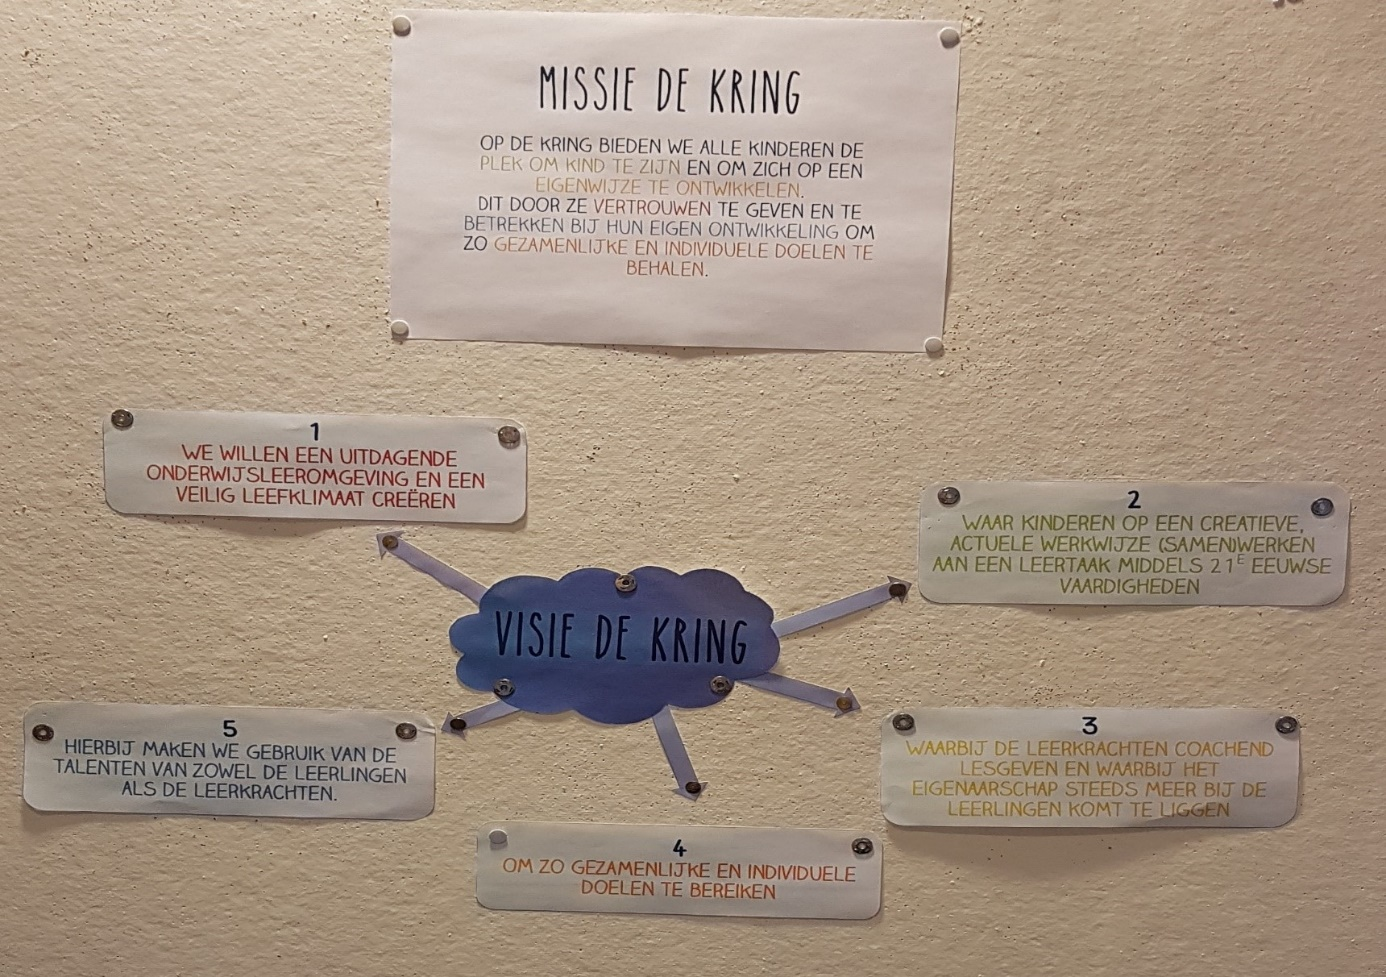 MISSIE DE KRING
OP DE KRING BIEDEN WE ALLE KINDEREN DE
PLEK OM KIND TE ZIJN EN OM ZICH OP EEN
EIGENWIJZE TE ONTWIKKELEN.
DIT DOOR ZE VERTROUWEN TE GEVEN EN TE
BETREKKEN BIJ HUN EIGEN ONTWIKKELING OM
ZO GEZAMENLIJKE EN INDIVIDUELE DOELEN TE
BEHALEN.
1
WE WILLEN EEN UITDAGENDE
ONDERWIJSLEEROMGEVING EN EEN
VEILIG LEEFKLIMAAT CREËREN
2
WAAR KINDEREN OP EEN CREATIEVE,
ACTUELE WERKWIJZE (SAMEN)WERKEN
AAN EEN LEERTAAK MIDDELS 21E EEUWSE
VAARDIGHEDEN
VISIE DE KRING
3
WAARBIJ DE LEERKRACHTEN COACHEND
LESGEVEN EN WAARBIJ HET
EIGENAARSCHAP STEEDS MEER BIJ DE
LEERLINGEN KOMT TE LIGGEN
4
OM ZO GEZAMENLIJKE EN INDIVIDUELE
DOELEN TE BEREIKEN
5
HIERBIJ MAKEN WE GEBRUIK VAN DE
TALENTEN VAN ZOWEL DE LEERLINGEN
ALS DE LEERKRACHTEN.